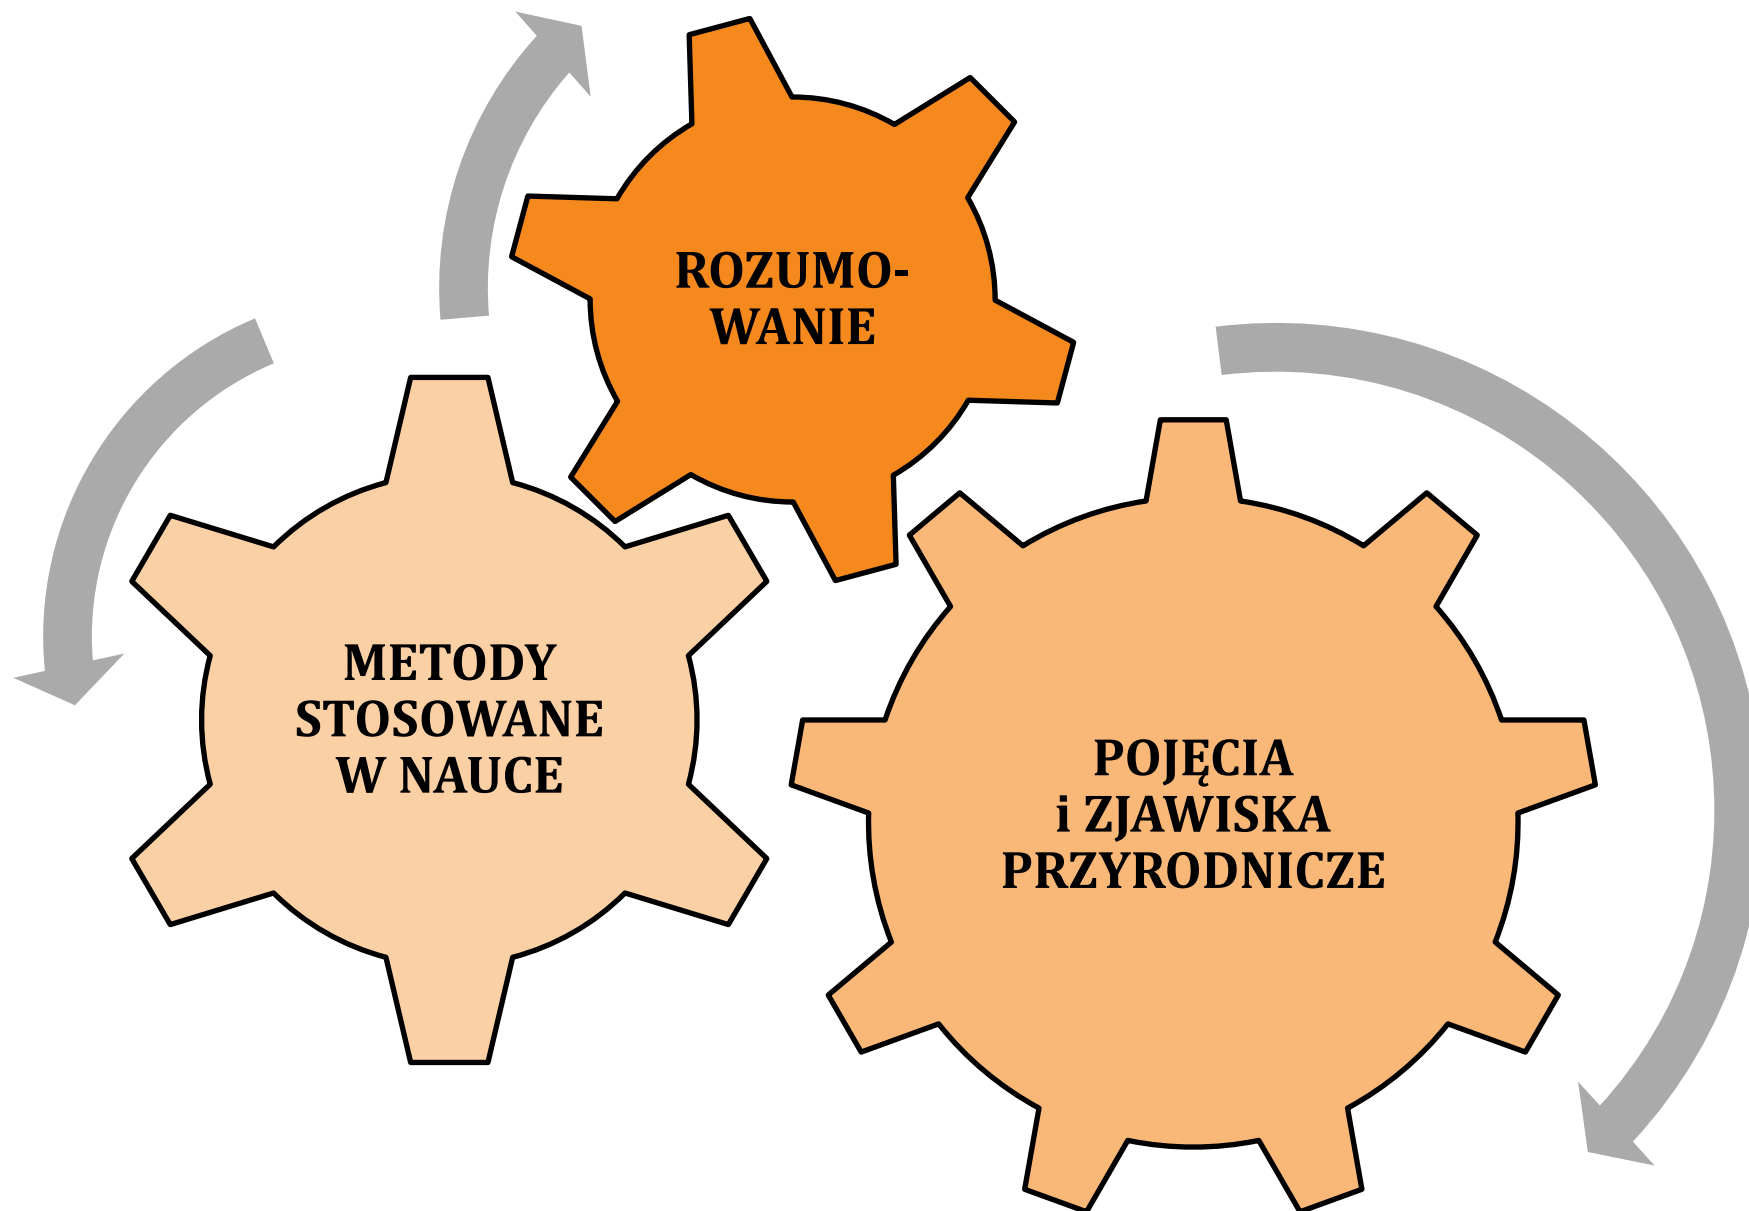 ROZUMO-
WANIE
METODY
STOSOWANE
W NAUCE
POJĘCIA
i ZJAWISKA
PRZYRODNICZE